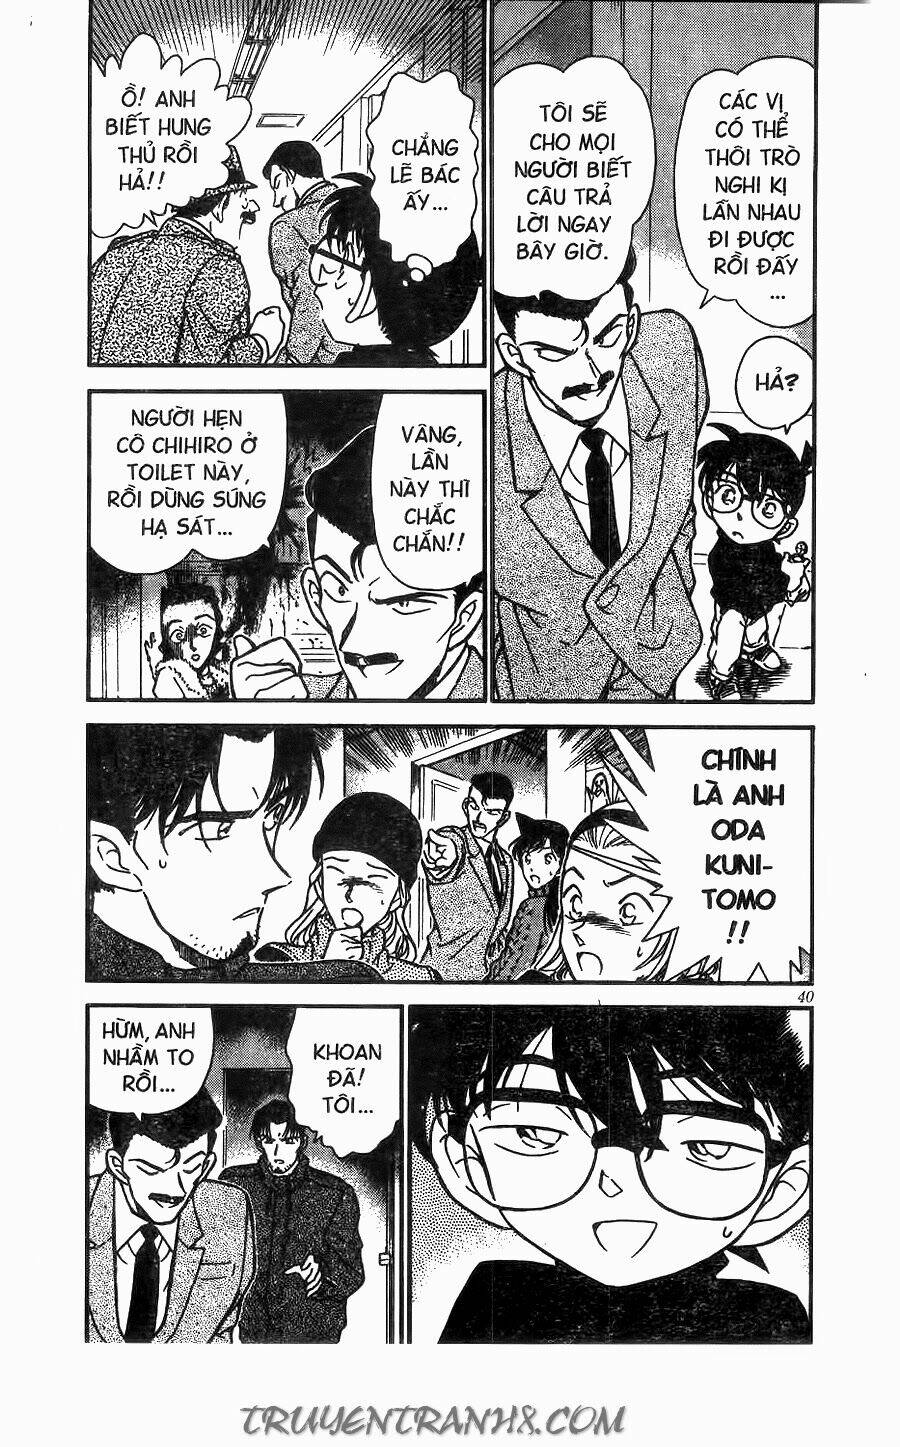 CÁC VỊ
CÓ THỂ
THÔI TRÒ
NGHI KỊ
LẪN NHAU
ĐI ĐƯỢC
RỒI ĐẤY
...
TÔI SẼ
CHO MỌI
NGƯỜI BIẾT
CÂU TRẢ
LỜI NGAY
BÂY GIỜ.
HẢ?
CHẲNG
LẼ BÁC
ẤY...
Ồ! ANH
BIẾT HUNG
THỦ RỒI
HẢ!!
VÂNG,
LẦN
NÀY THÌ
CHẮC
CHẮN!!
NGƯỜI HẸN
CÔ CHIHIRO Ở
TOILET NÀY,
RỒI DÙNG SÚNG
HẠ SÁT...
CHÍNH
LÀ ANH
ODA
KUNI-
TOMO
!!
40
KHOAN
ĐÃ!
TÔI...
HỪM, ANH
NHẦM TO
RỒI...
TRUYENTRANH8.COM